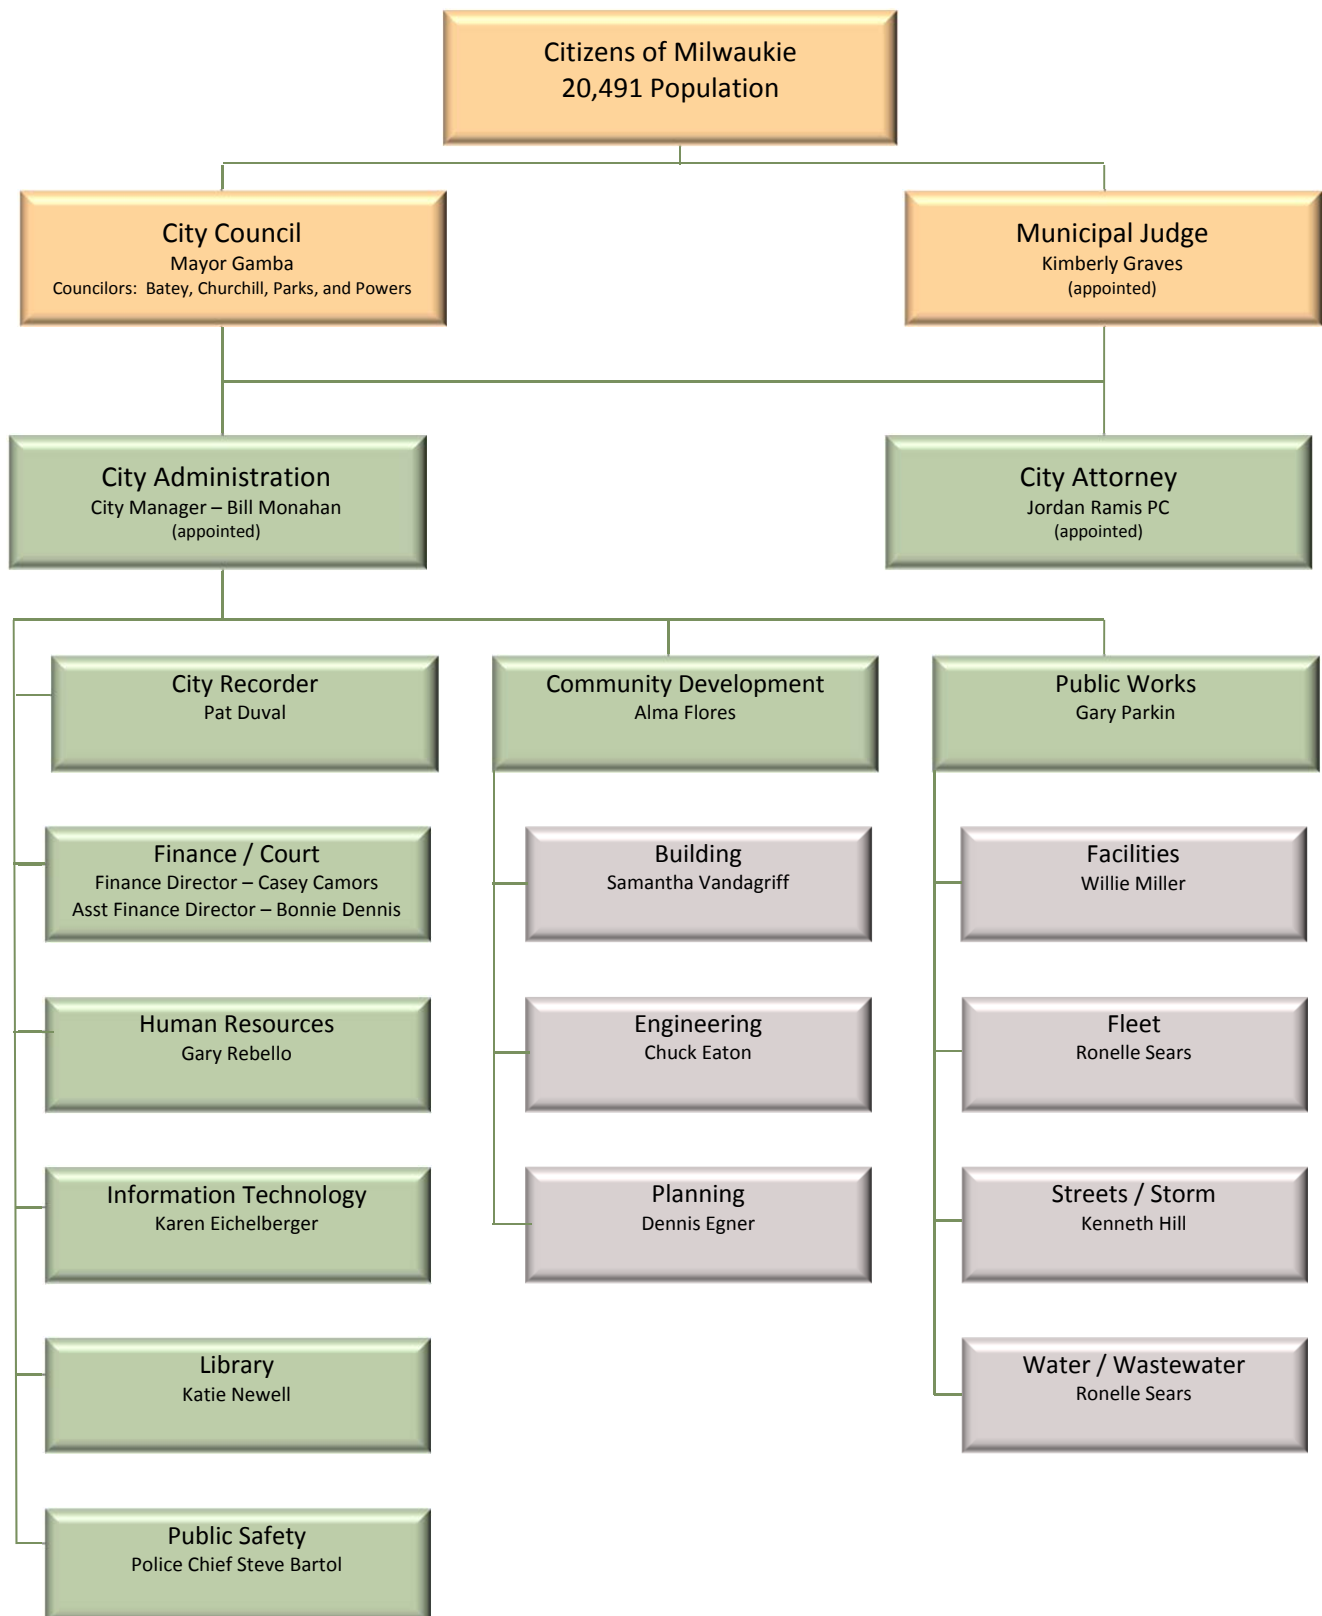 Citizens of Milwaukie
20,491 Population
City Council
Mayor Gamba
Councilors:  Batey, Churchill, Parks, and Powers
Municipal Judge
Kimberly Graves
(appointed)
City Administration
City Manager – Bill Monahan
(appointed)
City Attorney
Jordan Ramis PC
(appointed)
City Recorder
Pat Duval
Community Development
Alma Flores
Public Works
Gary Parkin
Finance / Court
Finance Director – Casey Camors
Asst Finance Director – Bonnie Dennis
Building
Samantha Vandagriff
Facilities
Willie Miller
Human Resources
Gary Rebello
Engineering
Chuck Eaton
Fleet
Ronelle Sears
Information Technology
Karen Eichelberger
Planning
Dennis Egner
Streets / Storm
Kenneth Hill
Library
Katie Newell
Water / Wastewater
Ronelle Sears
Public Safety
Police Chief Steve Bartol